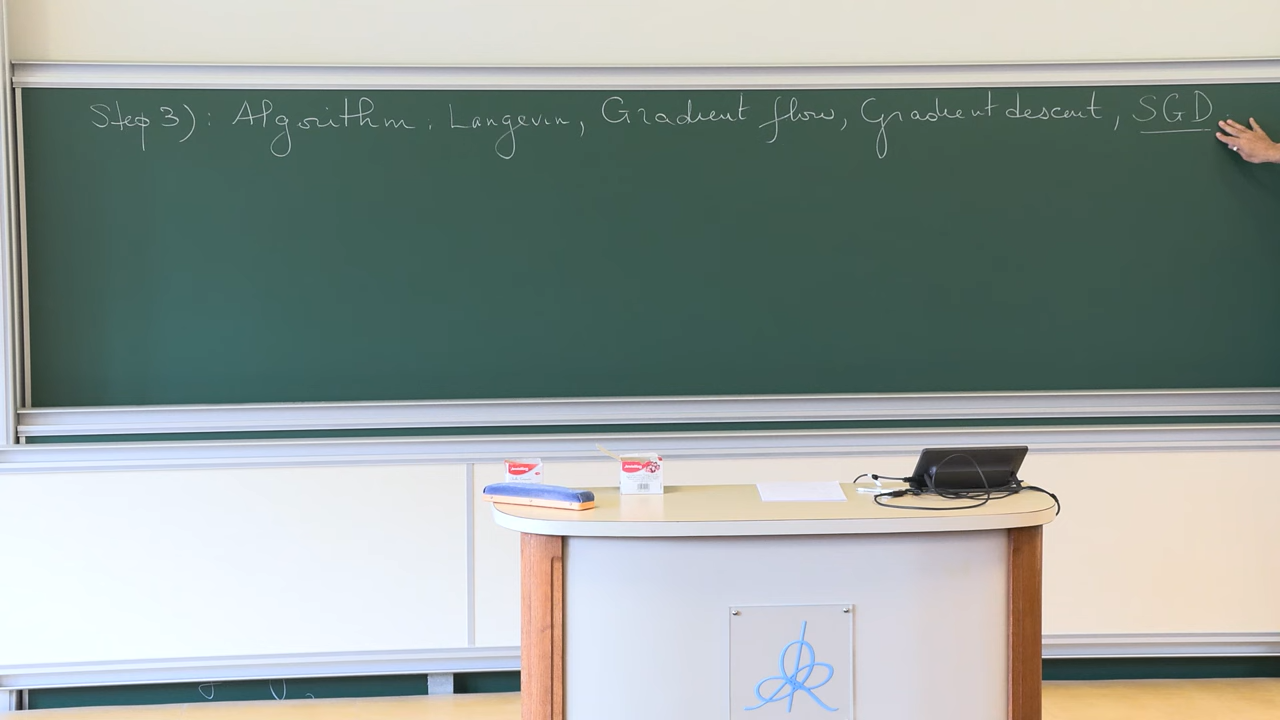 Step 3): Algorithm: Langevin, Gradient flow, Gradient descent, SGD.